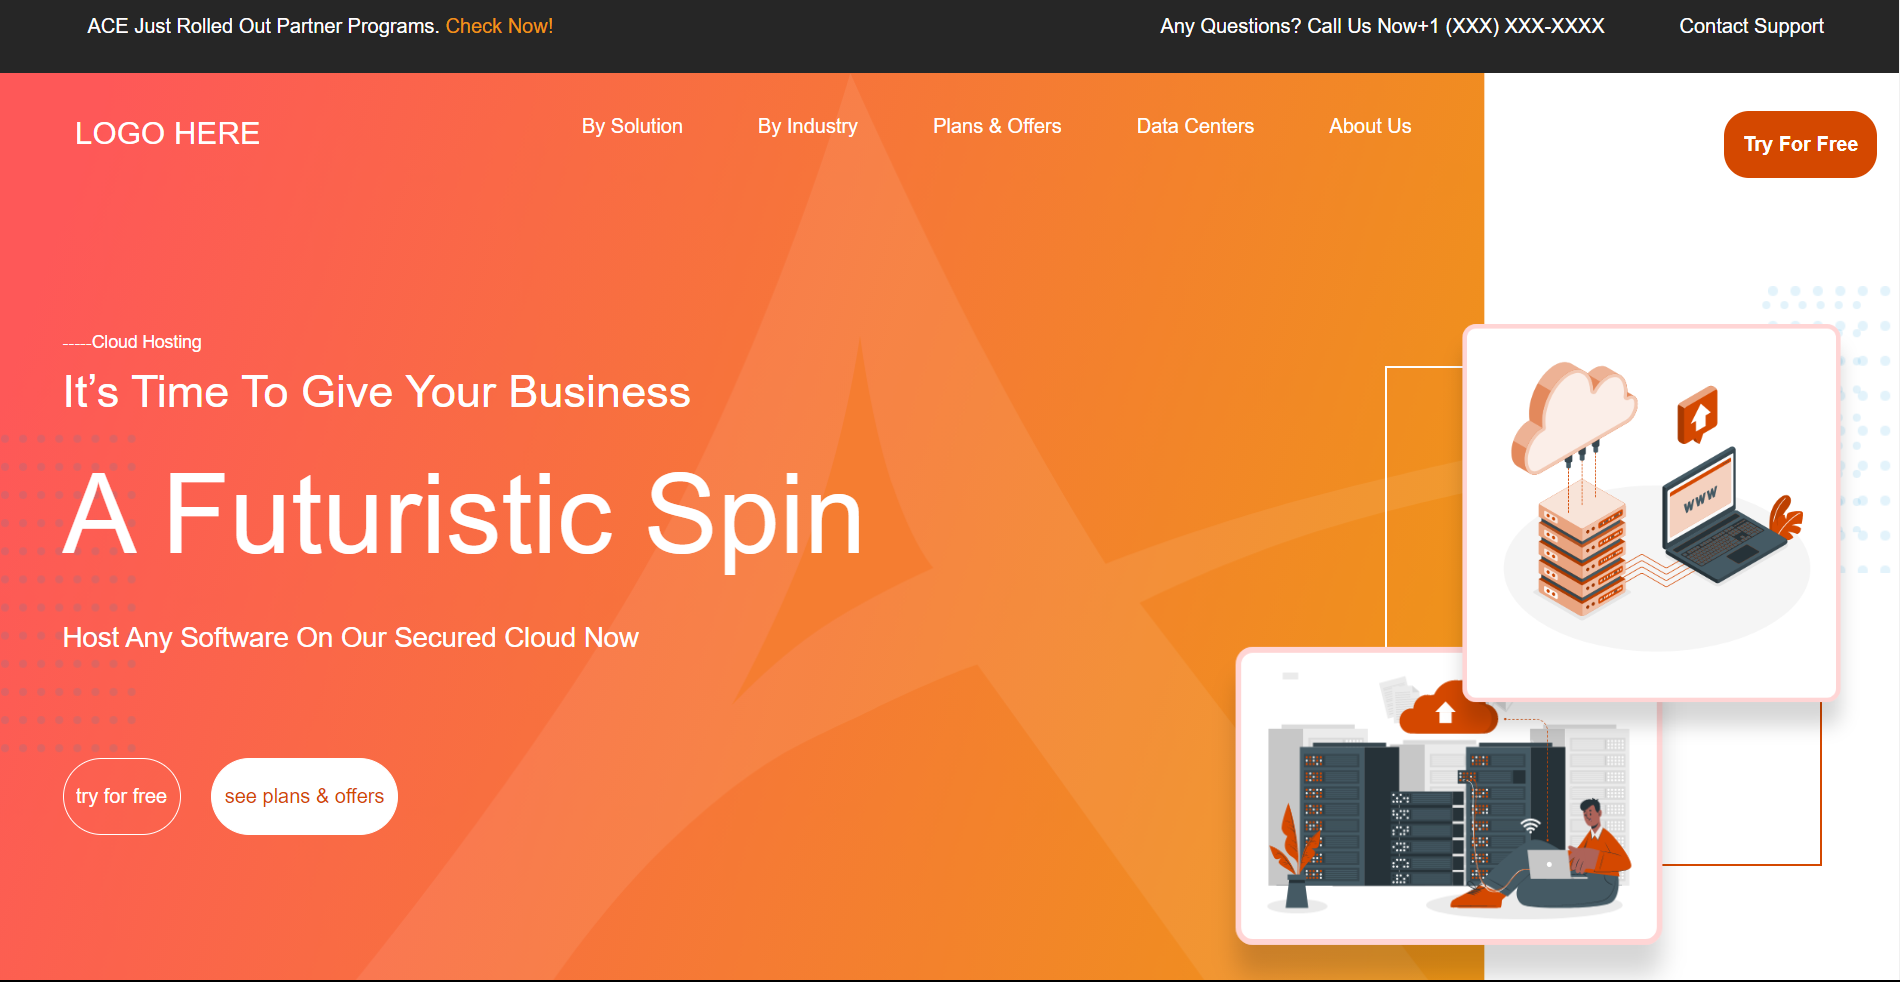 ACE Just Rolled Out Partner Programs. Check Now!
Any Questions? Call Us Now+1 (XXX) XXX-XXXX
Contact Support
LOGO HERE
By Solution
By Industry
Plans & Offers
Data Centers
About Us
Try For Free
-----Cloud Hosting
It’s Time To Give Your Business
A Futuristic Spin
Host Any Software On Our Secured Cloud Now
try for free
see plans & offers
WWW